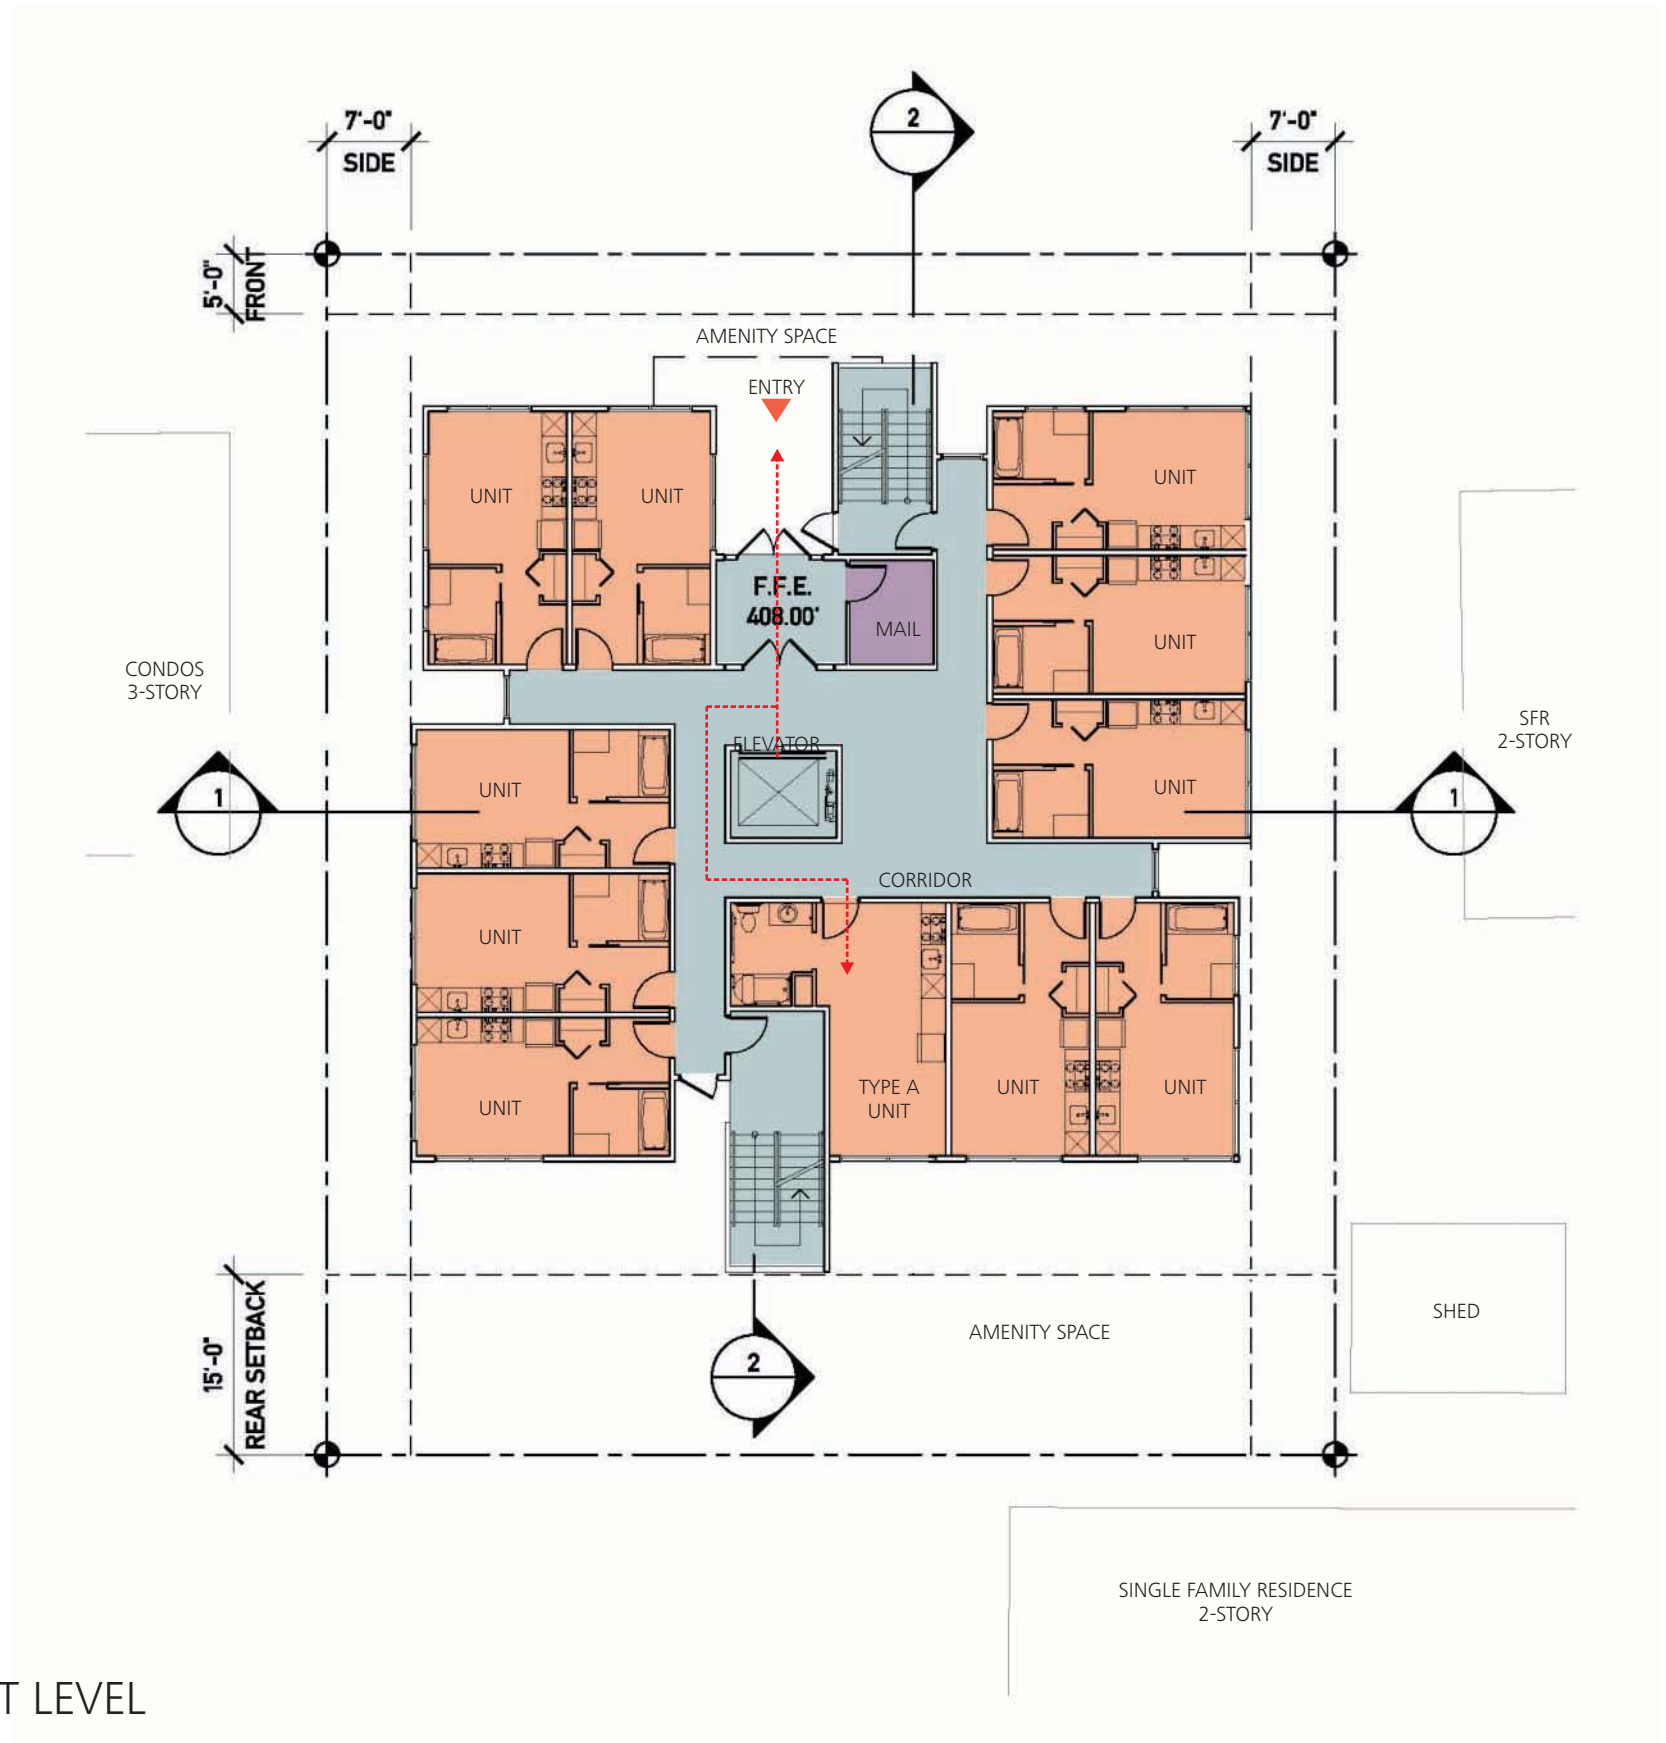 2
7'-0"
SIDE
7'-0"
SIDE
5'-0"
FRONT
AMENITY SPACE
ENTRY
UNIT
UNIT
UNIT
F.F.E.
408.00'
MAIL
UNIT
CONDOS
3-STORY
SFR
2-STORY
ELEVATOR
UNIT
UNIT
1
1
CORRIDOR
UNIT
TYPE A
UNIT
UNIT
UNIT
UNIT
15'-0"
REAR SETBACK
SHED
AMENITY SPACE
2
SINGLE FAMILY RESIDENCE
2-STORY
T LEVEL